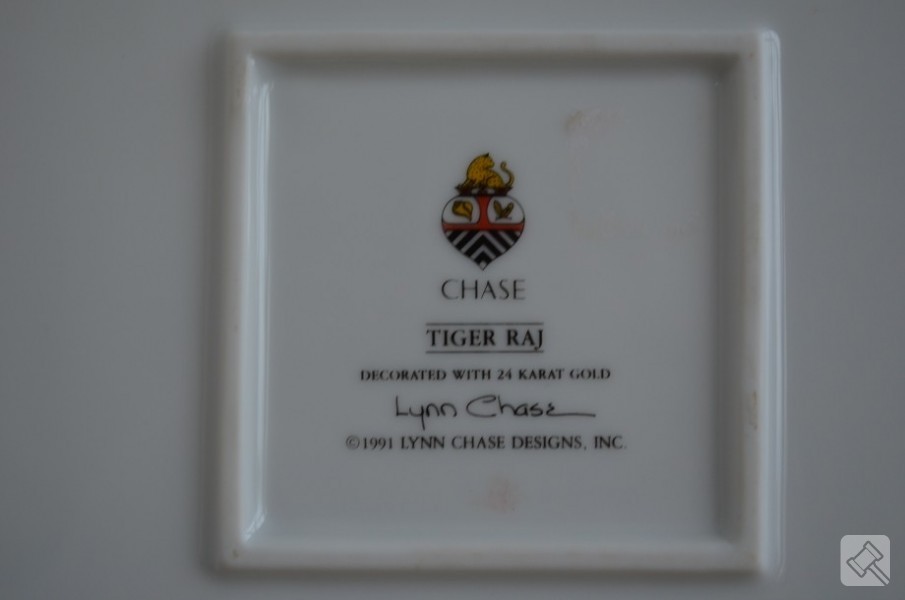 CHASE
TIGER RAJ
DECORATED WITH 24 KARAT GOLD
Lynn Chase
©1991 LYNN CHASE DESIGNS, INC.